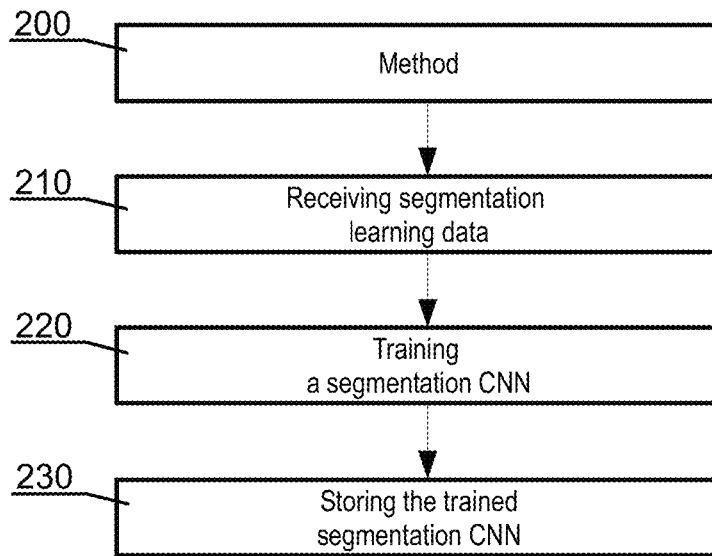 200
Method
210
Receiving segmentation
learning data
220
Training
a segmentation CNN
230
Storing the trained
segmentation CNN